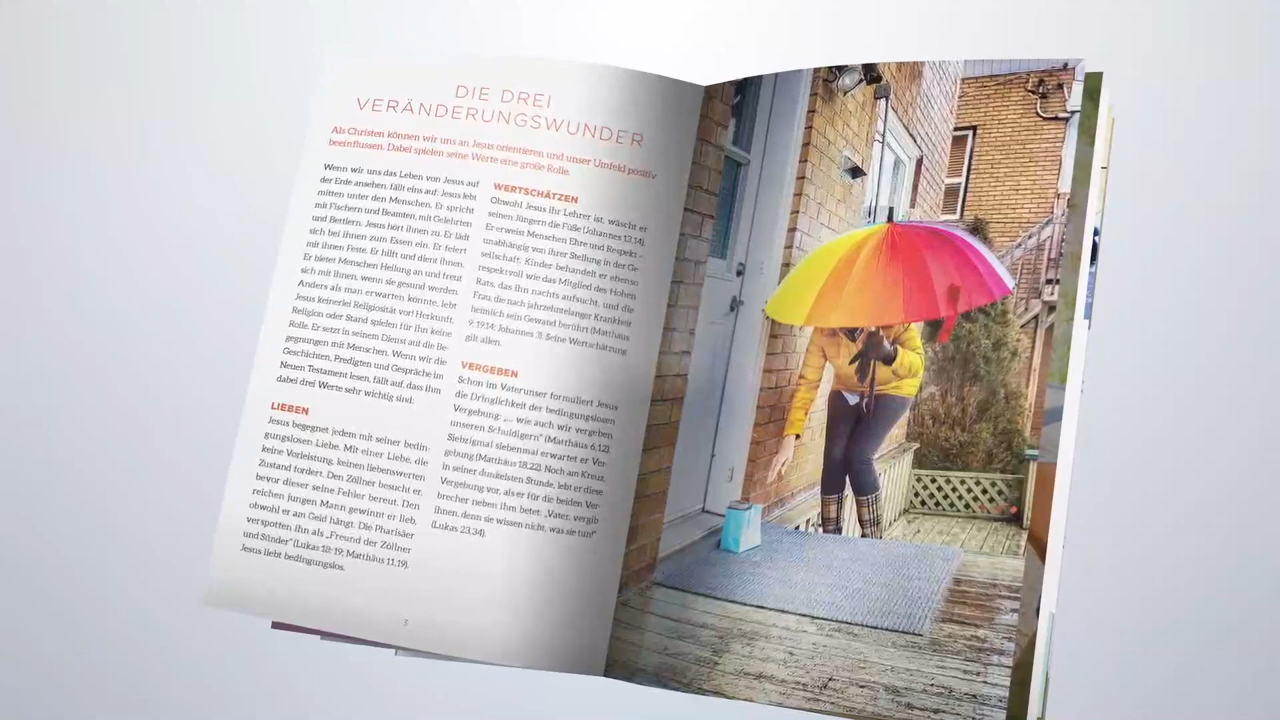 DIE DREI
VERÄNDERUNGSWUNDER
Als Christen können wir uns an Jesus orientieren und unser Umfeld positiv
beeinflussen. Dabei spielen seine Werte eine große Rolle.
Wenn wir uns das Leben von Jesus auf
der Erde ansehen, fällt eins auf: Jesus lebt
mitten unter den Menschen. Er spricht
mit Fischern und Beamten, mit Gelehrten
und Bettlern. Jesus hört ihnen zu. Er lädt
sich bei ihnen zum Essen ein. Er feiert
mit ihnen Feste. Er hilft und dient ihnen.
Er bietet Menschen Heilung an und freut
sich mit ihnen, wenn sie gesund werden.
Anders als man erwarten könnte, lebt
Jesus keinerlei Religiosität vor! Herkunft,
Religion oder Stand spielen für ihn keine
Rolle. Er setzt in seinem Dienst auf die Be-
gegnungen mit Menschen. Wenn wir die
Geschichten, Predigten und Gespräche im
Neuen Testament lesen, fällt auf, dass ihm
dabei drei Werte sehr wichtig sind:
LIEBEN
Jesus begegnet jedem mit seiner bedin-
gungslosen Liebe. Mit einer Liebe, die
keine Vorleistung, keinen liebenswerten
Zustand fordert. Den Zöllner besucht er,
bevor dieser seine Fehler bereut. Den
reichen jungen Mann gewinnt er lieb,
obwohl er am Geld hängt. Die Pharisäer
verspotten ihn als „Freund der Zöllner
und Sünder“ (Lukas 18; 19; Matthäus 11,19).
Jesus liebt bedingungslos.
WERTSCHÄTZEN
Obwohl Jesus ihr Lehrer ist, wäscht er
seinen Jüngern die Füße (Johannes 13,14).
Er erweist Menschen Ehre und Respekt –
unabhängig von ihrer Stellung in der Ge-
sellschaft. Kinder behandelt er ebenso
respektvoll wie das Mitglied des Hohen
Rats, das ihn nachts aufsucht, und die
Frau, die nach jahrzehntelanger Krankheit
heimlich sein Gewand berührt (Matthäus
9; 19,14; Johannes 3). Seine Wertschätzung
gilt allen.
VERGEBEN
Schon im Vaterunser formuliert Jesus
die Dringlichkeit der bedingungslosen
Vergebung: „... wie auch wir vergeben
unseren Schuldigern“ (Matthäus 6,12).
Siebzigmal siebenmal erwartet er Ver-
gebung (Matthäus 18,22). Noch am Kreuz,
in seiner dunkelsten Stunde, lebt er diese
Vergebung vor, als er für die beiden Ver-
brecher neben ihm betet: „Vater, vergib
ihnen, denn sie wissen nicht, was sie tun!“
(Lukas 23,34).
3